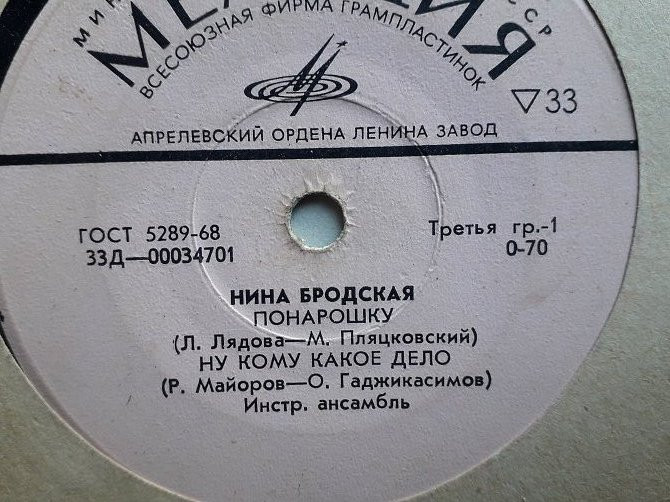 ВСЕСОЮЗНАЯ ФИРМА ГРАМПЛАСТИНОК
▽33
АПРЕЛЕВСКИЙ ОРДЕНА ЛЕНИНА ЗАВОД
ГОСТ 5289-68
33Д—00034701
Третья гр.-1
0-70
НИНА БРОДСКАЯ
ПОНАРОШКУ
(Л. Лядова—М. Пляцковский)
НУ КОМУ КАКОЕ ДЕЛО
(Р. Майоров—О. Гаджикасимов)
Инстр. ансамбль